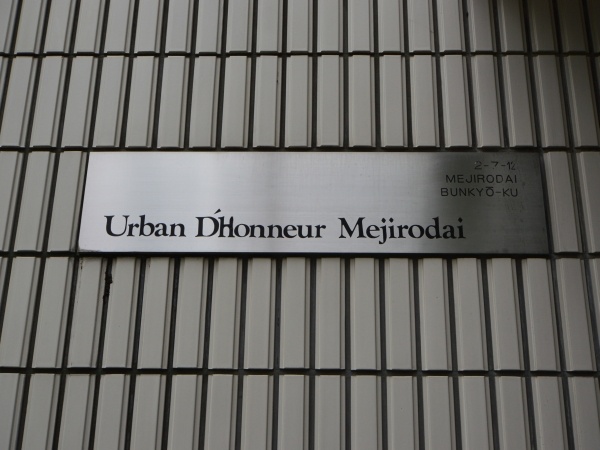 2-7-12
MEJIRODAI,
BUNKYŌ-KU
Urban D'Honneur Mejirodai